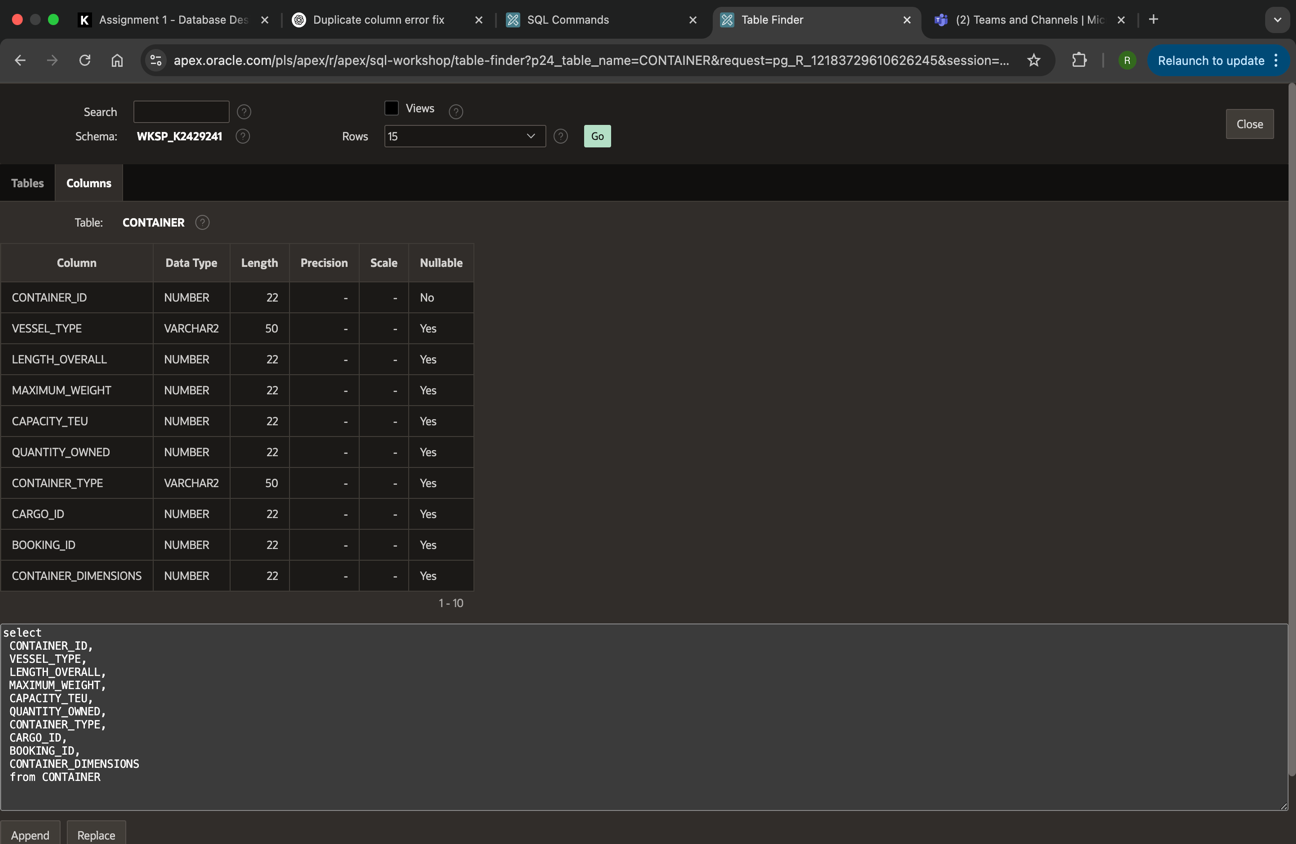 Assignment 1 - Database Des
Duplicate column error fix
SQL Commands
Table Finder
(2) Teams and Channels | Mic
apex.oracle.com/pls/apex/r/apex/sql-workshop/table-finder?p24_table_name=CONTAINER&request=pg_R_12183729610626245&session=...
R
Relaunch to update
Search
Views
Schema: WKSP_K2429241
Rows 15
Go
Close
Tables
Columns
Table: CONTAINER
Column Data Type Length Precision Scale Nullable
CONTAINER_ID NUMBER 22 - - No
VESSEL_TYPE VARCHAR2 50 - - Yes
LENGTH_OVERALL NUMBER 22 - - Yes
MAXIMUM_WEIGHT NUMBER 22 - - Yes
CAPACITY_TEU NUMBER 22 - - Yes
QUANTITY_OWNED NUMBER 22 - - Yes
CONTAINER_TYPE VARCHAR2 50 - - Yes
CARGO_ID NUMBER 22 - - Yes
BOOKING_ID NUMBER 22 - - Yes
CONTAINER_DIMENSIONS NUMBER 22 - - Yes
1 - 10
select
CONTAINER_ID,
VESSEL_TYPE,
LENGTH_OVERALL,
MAXIMUM_WEIGHT,
CAPACITY_TEU,
QUANTITY_OWNED,
CONTAINER_TYPE,
CARGO_ID,
BOOKING_ID,
CONTAINER_DIMENSIONS
from CONTAINER
Append
Replace